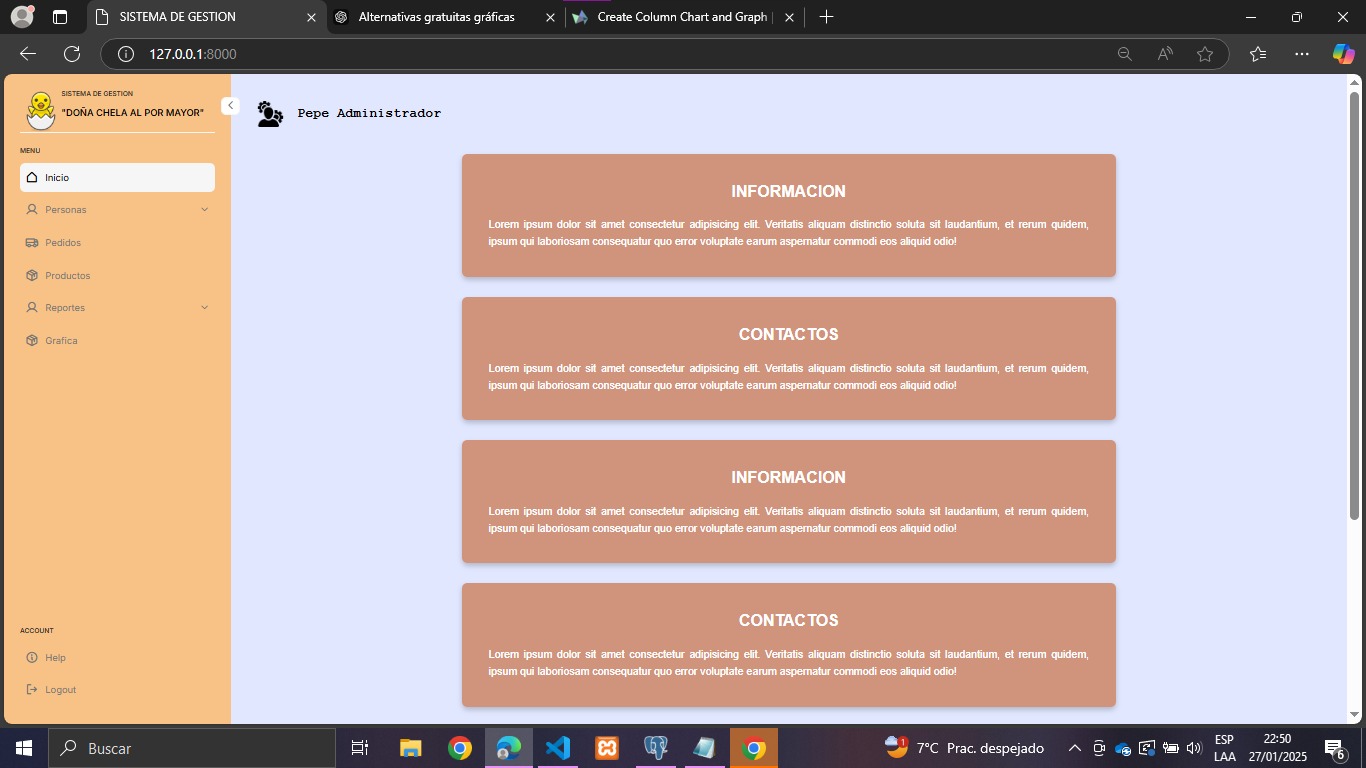 SISTEMA DE GESTION
Alternativas gratuitas gráficas
Create Column Chart and Graph
127.0.0.1:8000
SISTEMA DE GESTION
"DOÑA CHELA AL POR MAYOR"
MENU
Inicio
Personas
Pedidos
Productos
Reportes
Grafica
ACCOUNT
Help
Logout
Pepe Administrador
INFORMACION
Lorem ipsum dolor sit amet consectetur adipisicing elit. Veritatis aliquam distinctio soluta sit laudantium, et rerum quidem,
ipsum qui laboriosam consequatur quo error voluptate earum aspernatur commodi eos aliquid odio!
CONTACTOS
Lorem ipsum dolor sit amet consectetur adipisicing elit. Veritatis aliquam distinctio soluta sit laudantium, et rerum quidem,
ipsum qui laboriosam consequatur quo error voluptate earum aspernatur commodi eos aliquid odio!
INFORMACION
Lorem ipsum dolor sit amet consectetur adipisicing elit. Veritatis aliquam distinctio soluta sit laudantium, et rerum quidem,
ipsum qui laboriosam consequatur quo error voluptate earum aspernatur commodi eos aliquid odio!
CONTACTOS
Lorem ipsum dolor sit amet consectetur adipisicing elit. Veritatis aliquam distinctio soluta sit laudantium, et rerum quidem,
ipsum qui laboriosam consequatur quo error voluptate earum aspernatur commodi eos aliquid odio!
Buscar
1
7°C Prac. despejado
ESP
LAA
22:50
27/01/2025
6